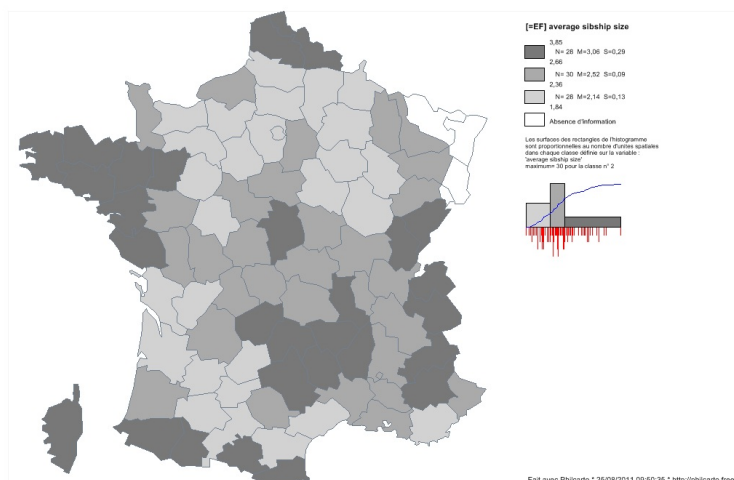 [=EF] average sibship size
3,85
N= 28 M=3,06 S=0,29
2,66
N= 30 M=2,52 S=0,09
2,36
N= 28 M=2,14 S=0,13
1,84
Absence d'information
Les surfaces des rectangles de l'histogramme
sont proportionnelles au nombre d'unites spatiales
dans chaque classe définie sur la variable :
'average sibship size'
maximum= 30 pour la classe n° 2
Fait avec Philcarto * 26/08/2011 09:50:35 * http://philcarto.free